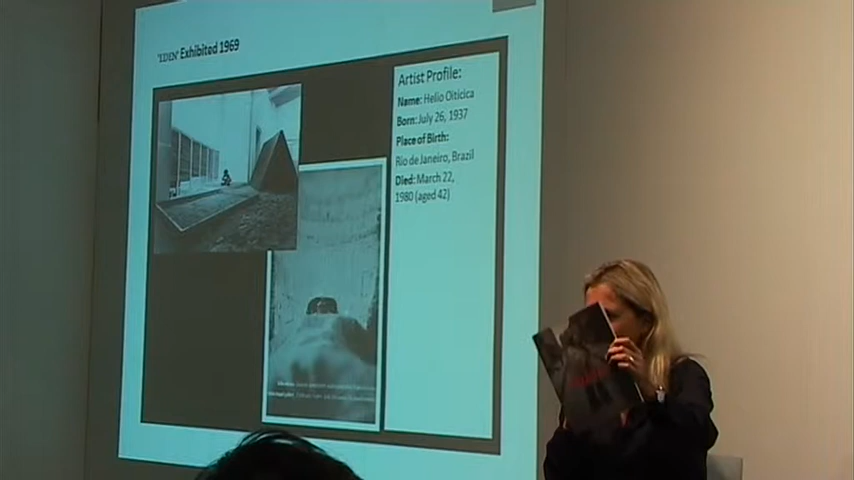 'EDEN' Exhibited 1969
Artist Profile:
Name: Helio Oiticica
Born: July 26, 1937
Place of Birth:
Rio de Janeiro, Brazil
Died: March 22,
1980 (aged 42)